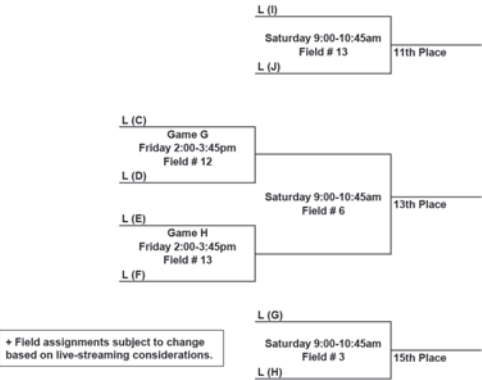 L (I)
Saturday 9:00-10:45am
Field # 13
11th Place
L (J)
L (C)
Game G
Friday 2:00-3:45pm
Field # 12
L (D)
Saturday 9:00-10:45am
Field # 6
13th Place
L (E)
Game H
Friday 2:00-3:45pm
Field # 13
L (F)
L (G)
Saturday 9:00-10:45am
Field # 3
15th Place
L (H)
+ Field assignments subject to change
based on live-streaming considerations.